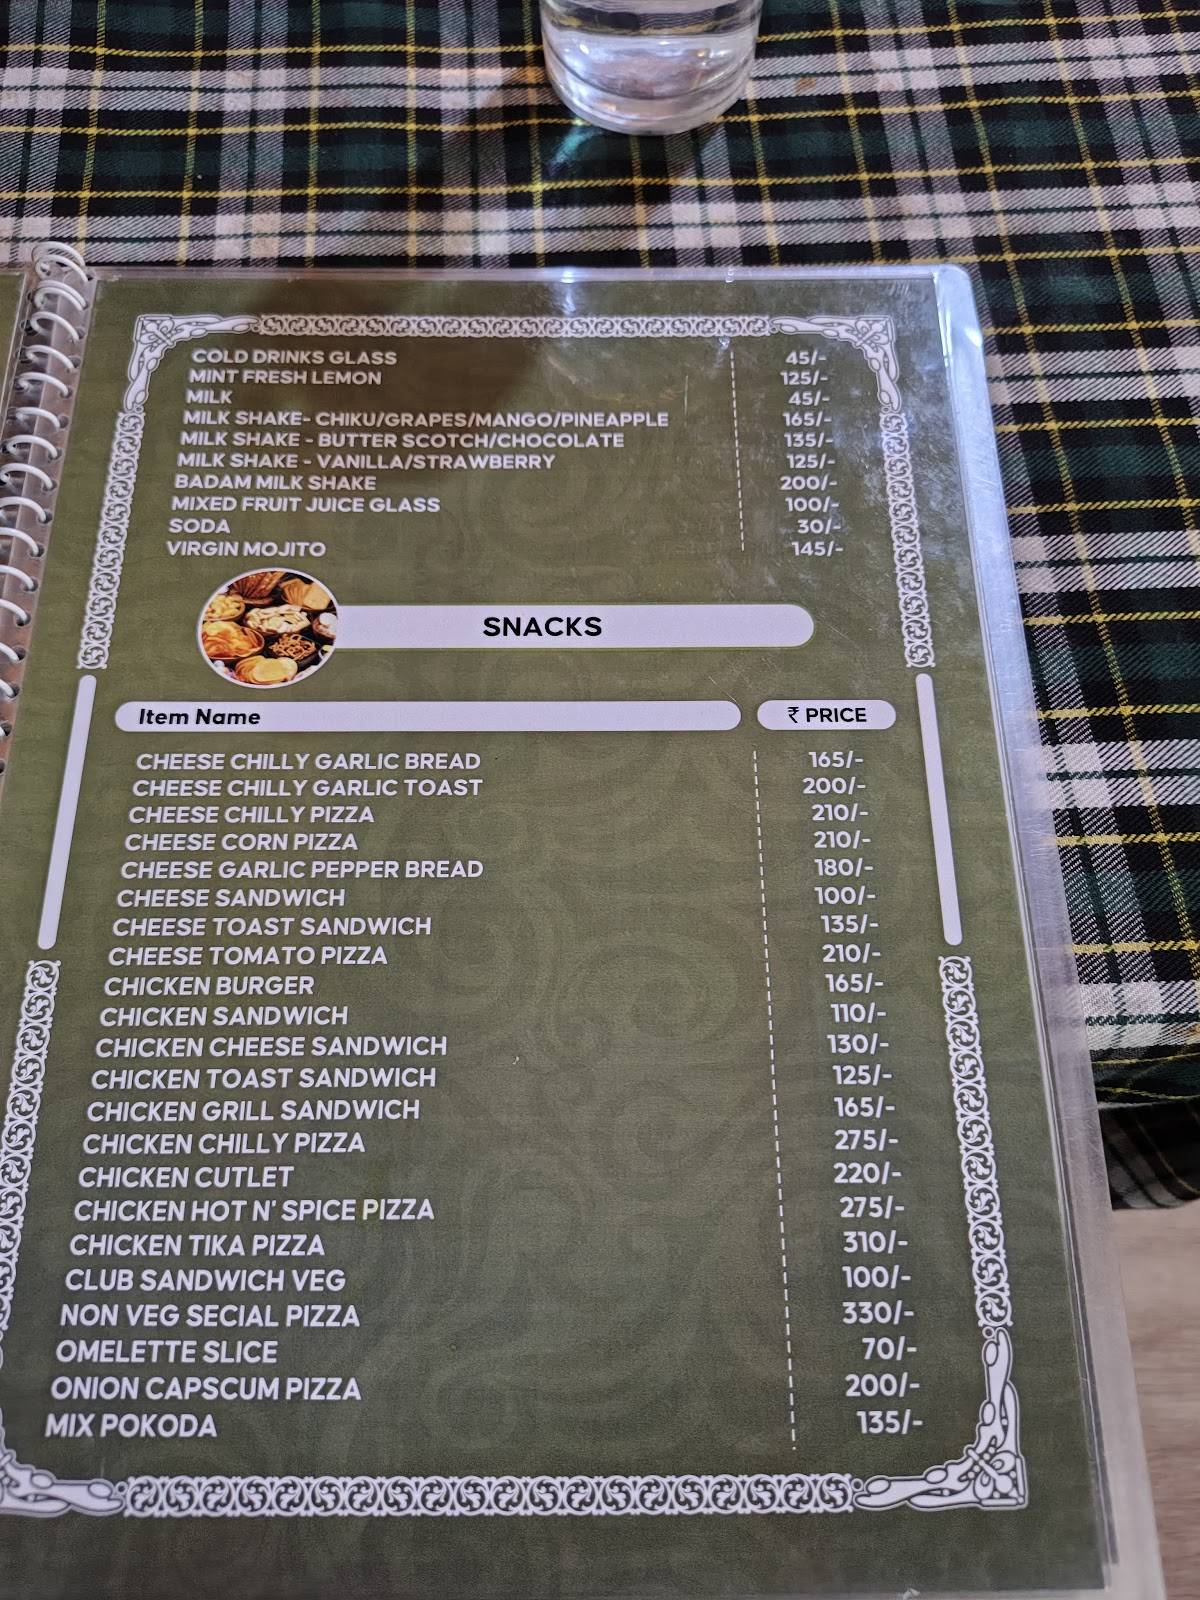 COLD DRINKS GLASS 45/-
MINT FRESH LEMON 125/-
MILK 45/-
MILK SHAKE- CHIKU/GRAPES/MANGO/PINEAPPLE 165/-
MILK SHAKE - BUTTER SCOTCH/CHOCOLATE 135/-
MILK SHAKE - VANILLA/STRAWBERRY 125/-
BADAM MILK SHAKE 200/-
MIXED FRUIT JUICE GLASS 100/-
SODA 30/-
VIRGIN MOJITO 145/-
SNACKS
Item Name ₹ PRICE
CHEESE CHILLY GARLIC BREAD 165/-
CHEESE CHILLY GARLIC TOAST 200/-
CHEESE CHILLY PIZZA 210/-
CHEESE CORN PIZZA 210/-
CHEESE GARLIC PEPPER BREAD 180/-
CHEESE SANDWICH 100/-
CHEESE TOAST SANDWICH 135/-
CHEESE TOMATO PIZZA 210/-
CHICKEN BURGER 165/-
CHICKEN SANDWICH 110/-
CHICKEN CHEESE SANDWICH 130/-
CHICKEN TOAST SANDWICH 125/-
CHICKEN GRILL SANDWICH 165/-
CHICKEN CHILLY PIZZA 275/-
CHICKEN CUTLET 220/-
CHICKEN HOT N' SPICE PIZZA 275/-
CHICKEN TIKA PIZZA 310/-
CLUB SANDWICH VEG 100/-
NON VEG SECIAL PIZZA 330/-
OMELETTE SLICE 70/-
ONION CAPSCUM PIZZA 200/-
MIX POKODA 135/-